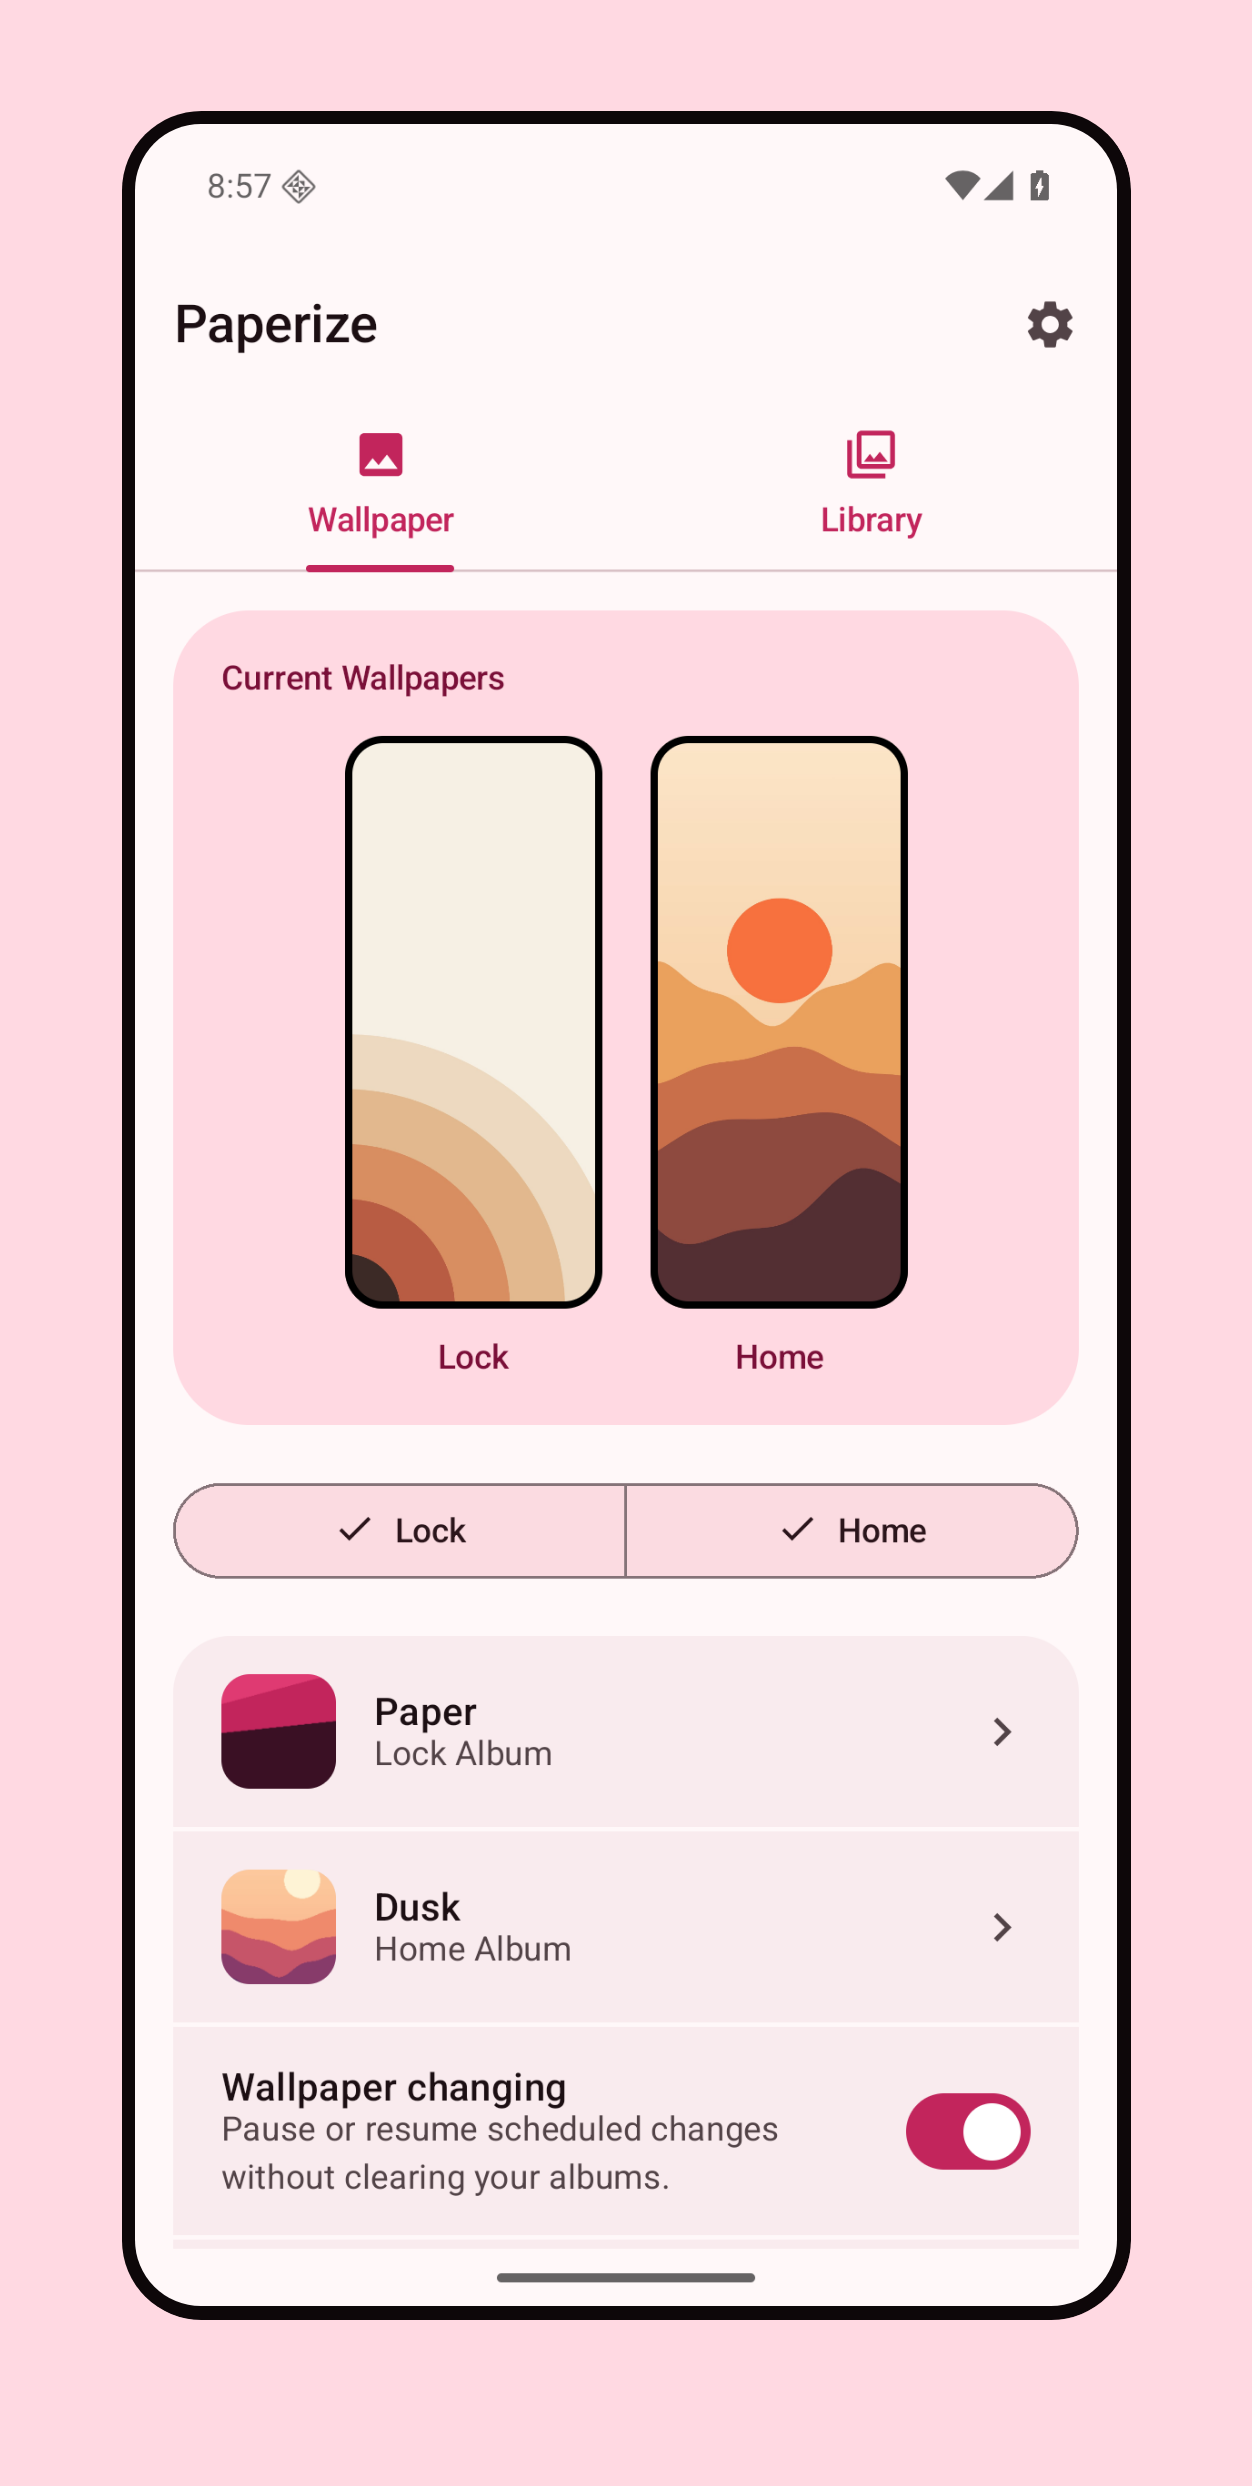 8:57
Paperize
Wallpaper
Library
Current Wallpapers
Lock
Home
Lock
Home
Paper
Lock Album
Dusk
Home Album
Wallpaper changing
Pause or resume scheduled changes
without clearing your albums.